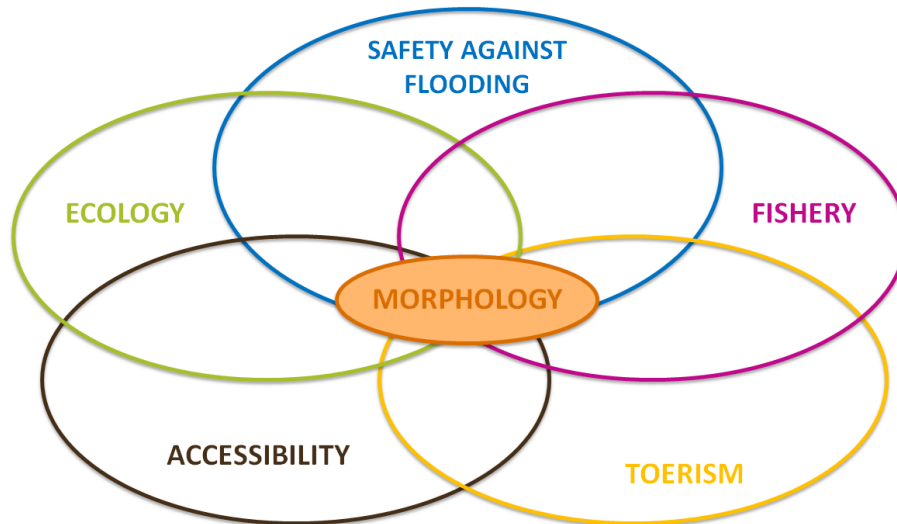 SAFETY AGAINST
FLOODING
ECOLOGY
FISHERY
MORPHOLOGY
ACCESSIBILITY
TOERISM